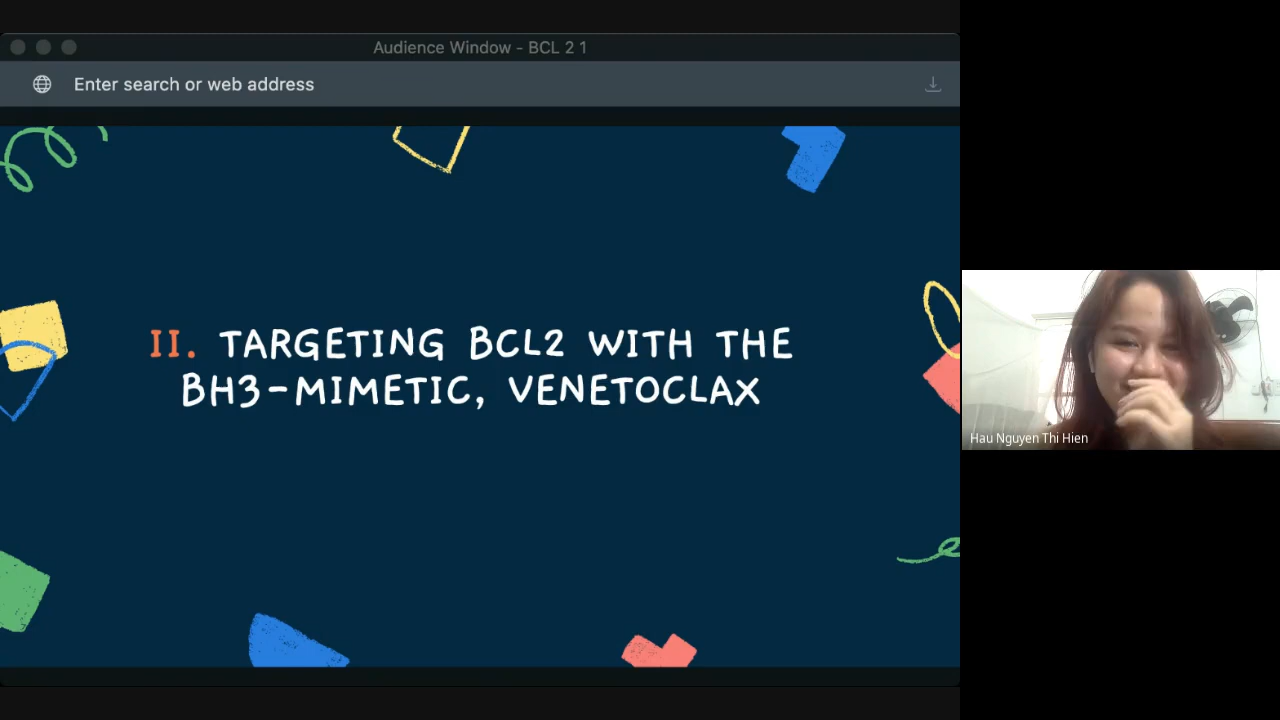 Audience Window - BCL 2 1
Enter search or web address
II. TARGETING BCL2 WITH THE
BH3-MIMETIC, VENETOCLAX
Hau Nguyen Thi Hien